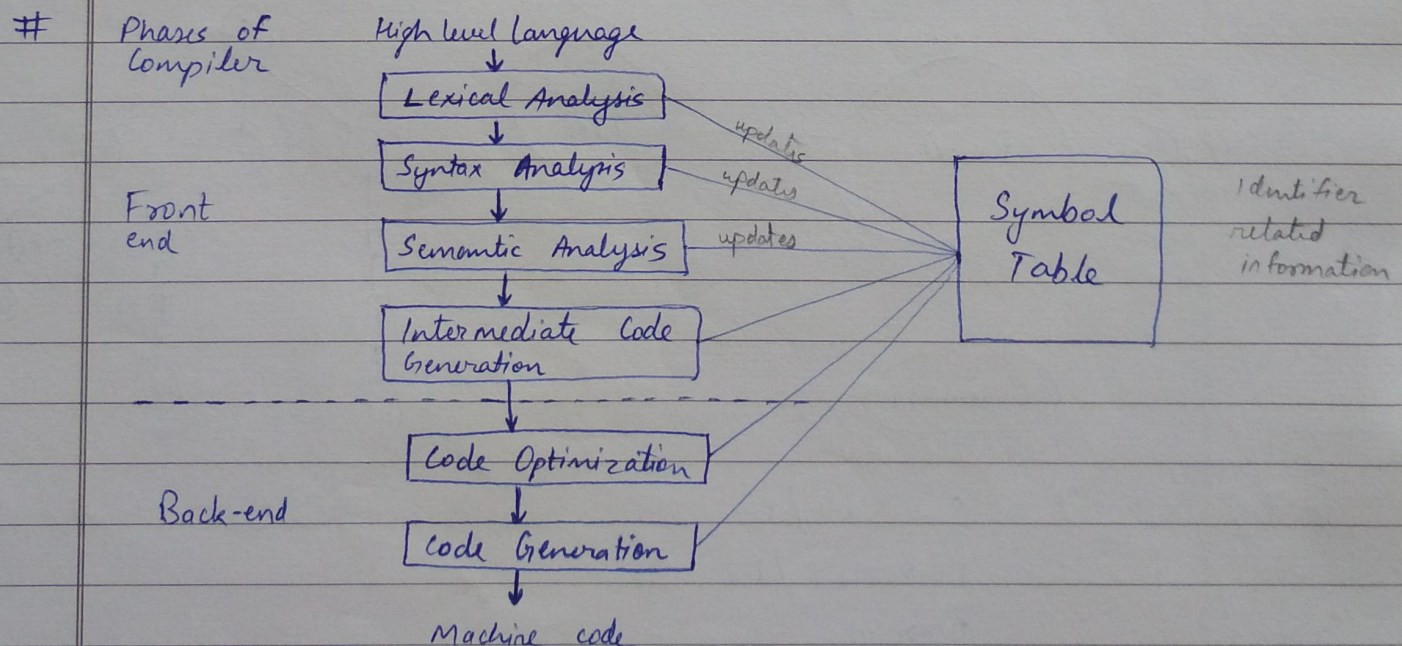 #
Phases of
Compiler
High level language
Lexical Analysis
updates
Syntax Analysis
updates
Front
end
Semantic Analysis
updates
Symbol
Table
Identifier
related
information
Intermediate Code
Generation
Code Optimization
Back-end
Code Generation
Machine code